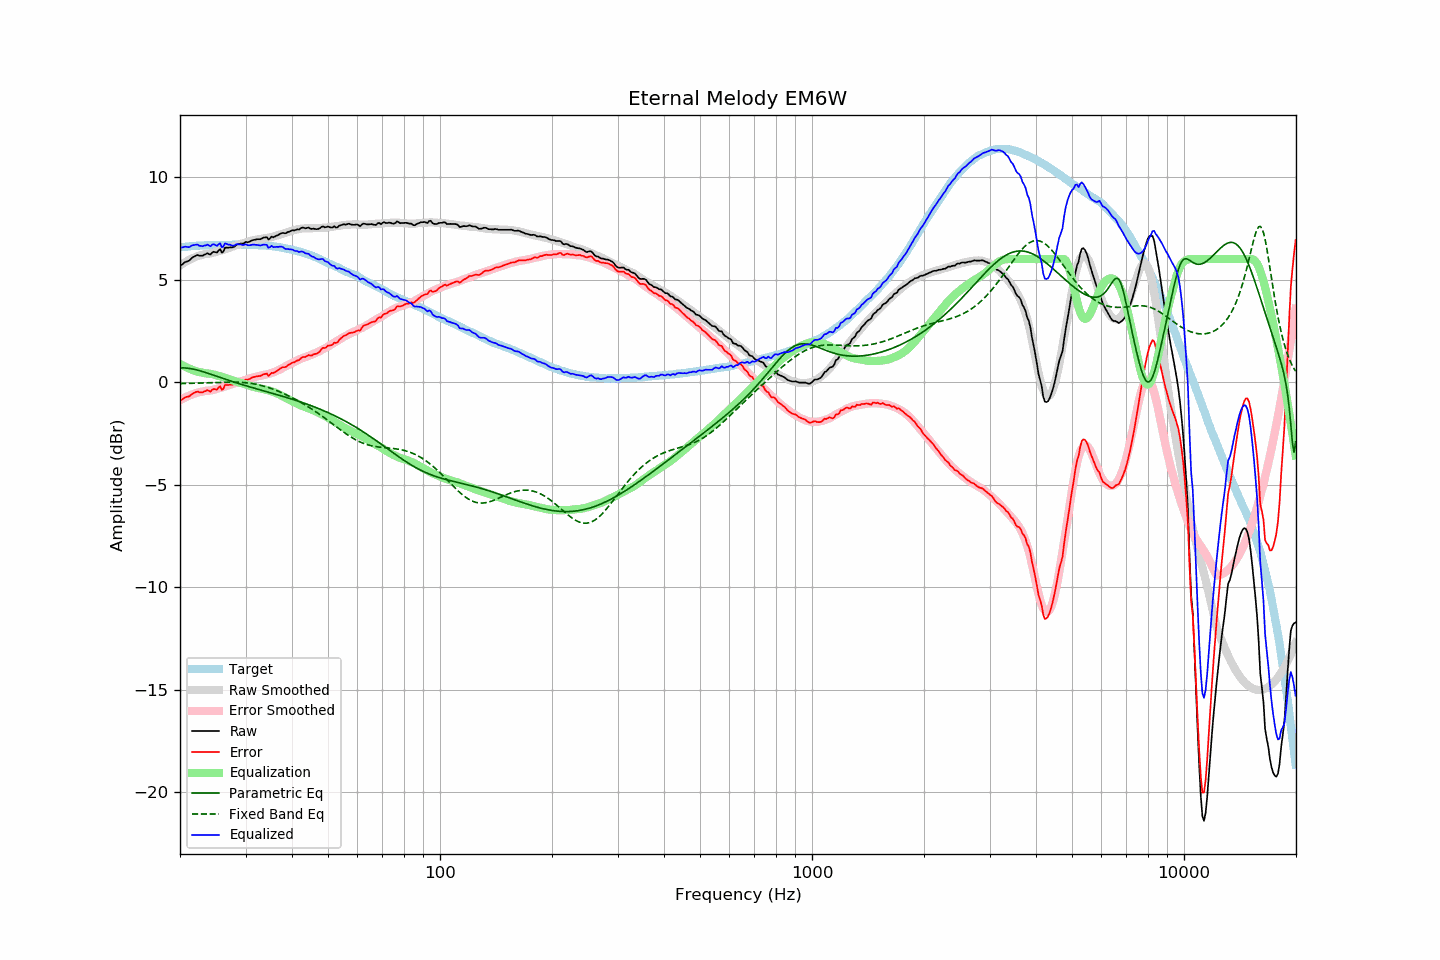 Eternal Melody EM6W
Amplitude (dBr)
10
5
0
−5
−10
−15
−20
Target
Raw Smoothed
Error Smoothed
Raw
Error
Equalization
Parametric Eq
Fixed Band Eq
Equalized
100
1000
10000
Frequency (Hz)